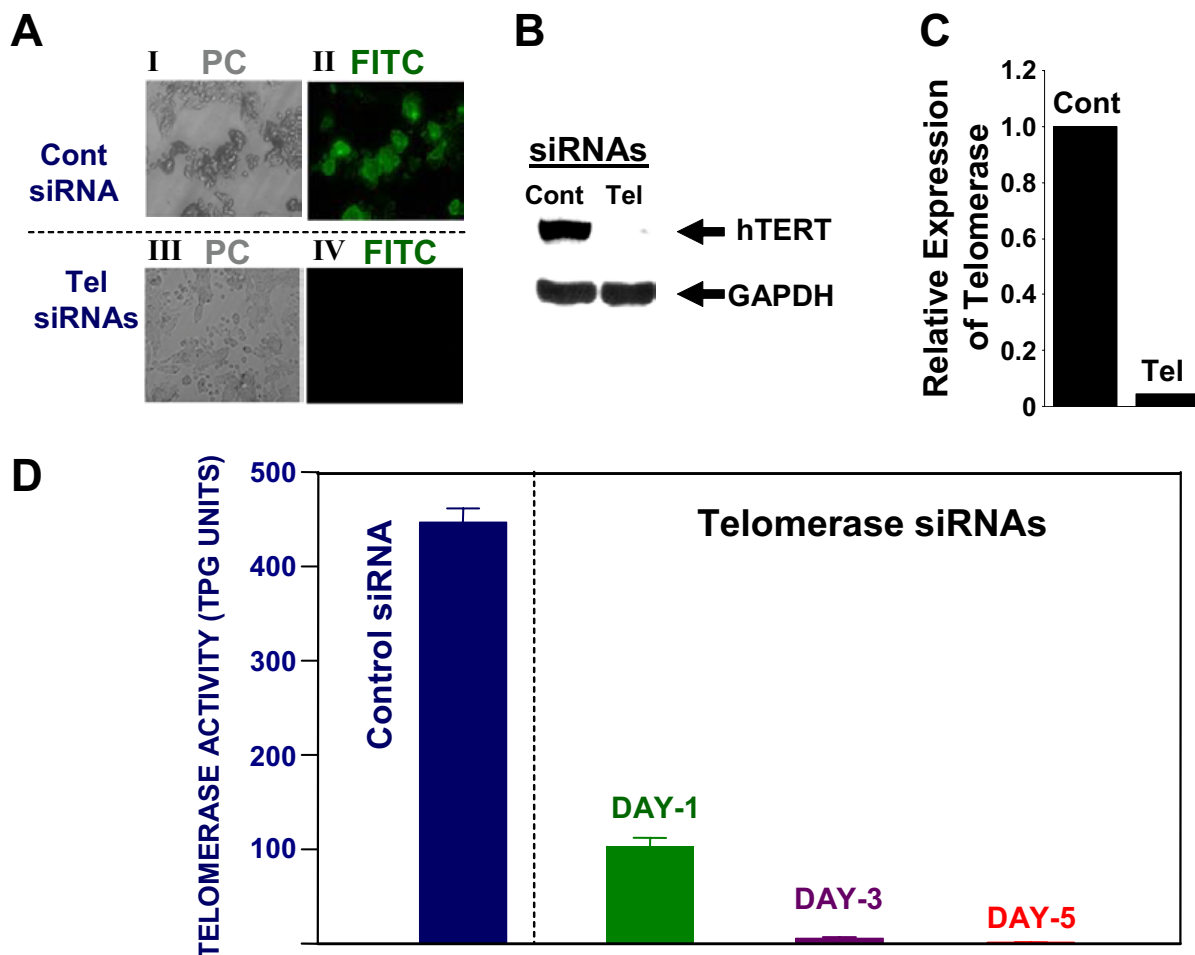 A
I PC
II FITC
Cont
siRNA
III PC
IV FITC
Tel
siRNAs
B
siRNAs
Cont Tel
hTERT
GAPDH
C
Relative Expression
of Telomerase
1.2
1.0
0.8
0.6
0.4
0.2
0
Cont
Tel
D
TELOMERASE ACTIVITY (TPG UNITS)
500
400
300
200
100
Control siRNA
Telomerase siRNAs
DAY-1
DAY-3
DAY-5